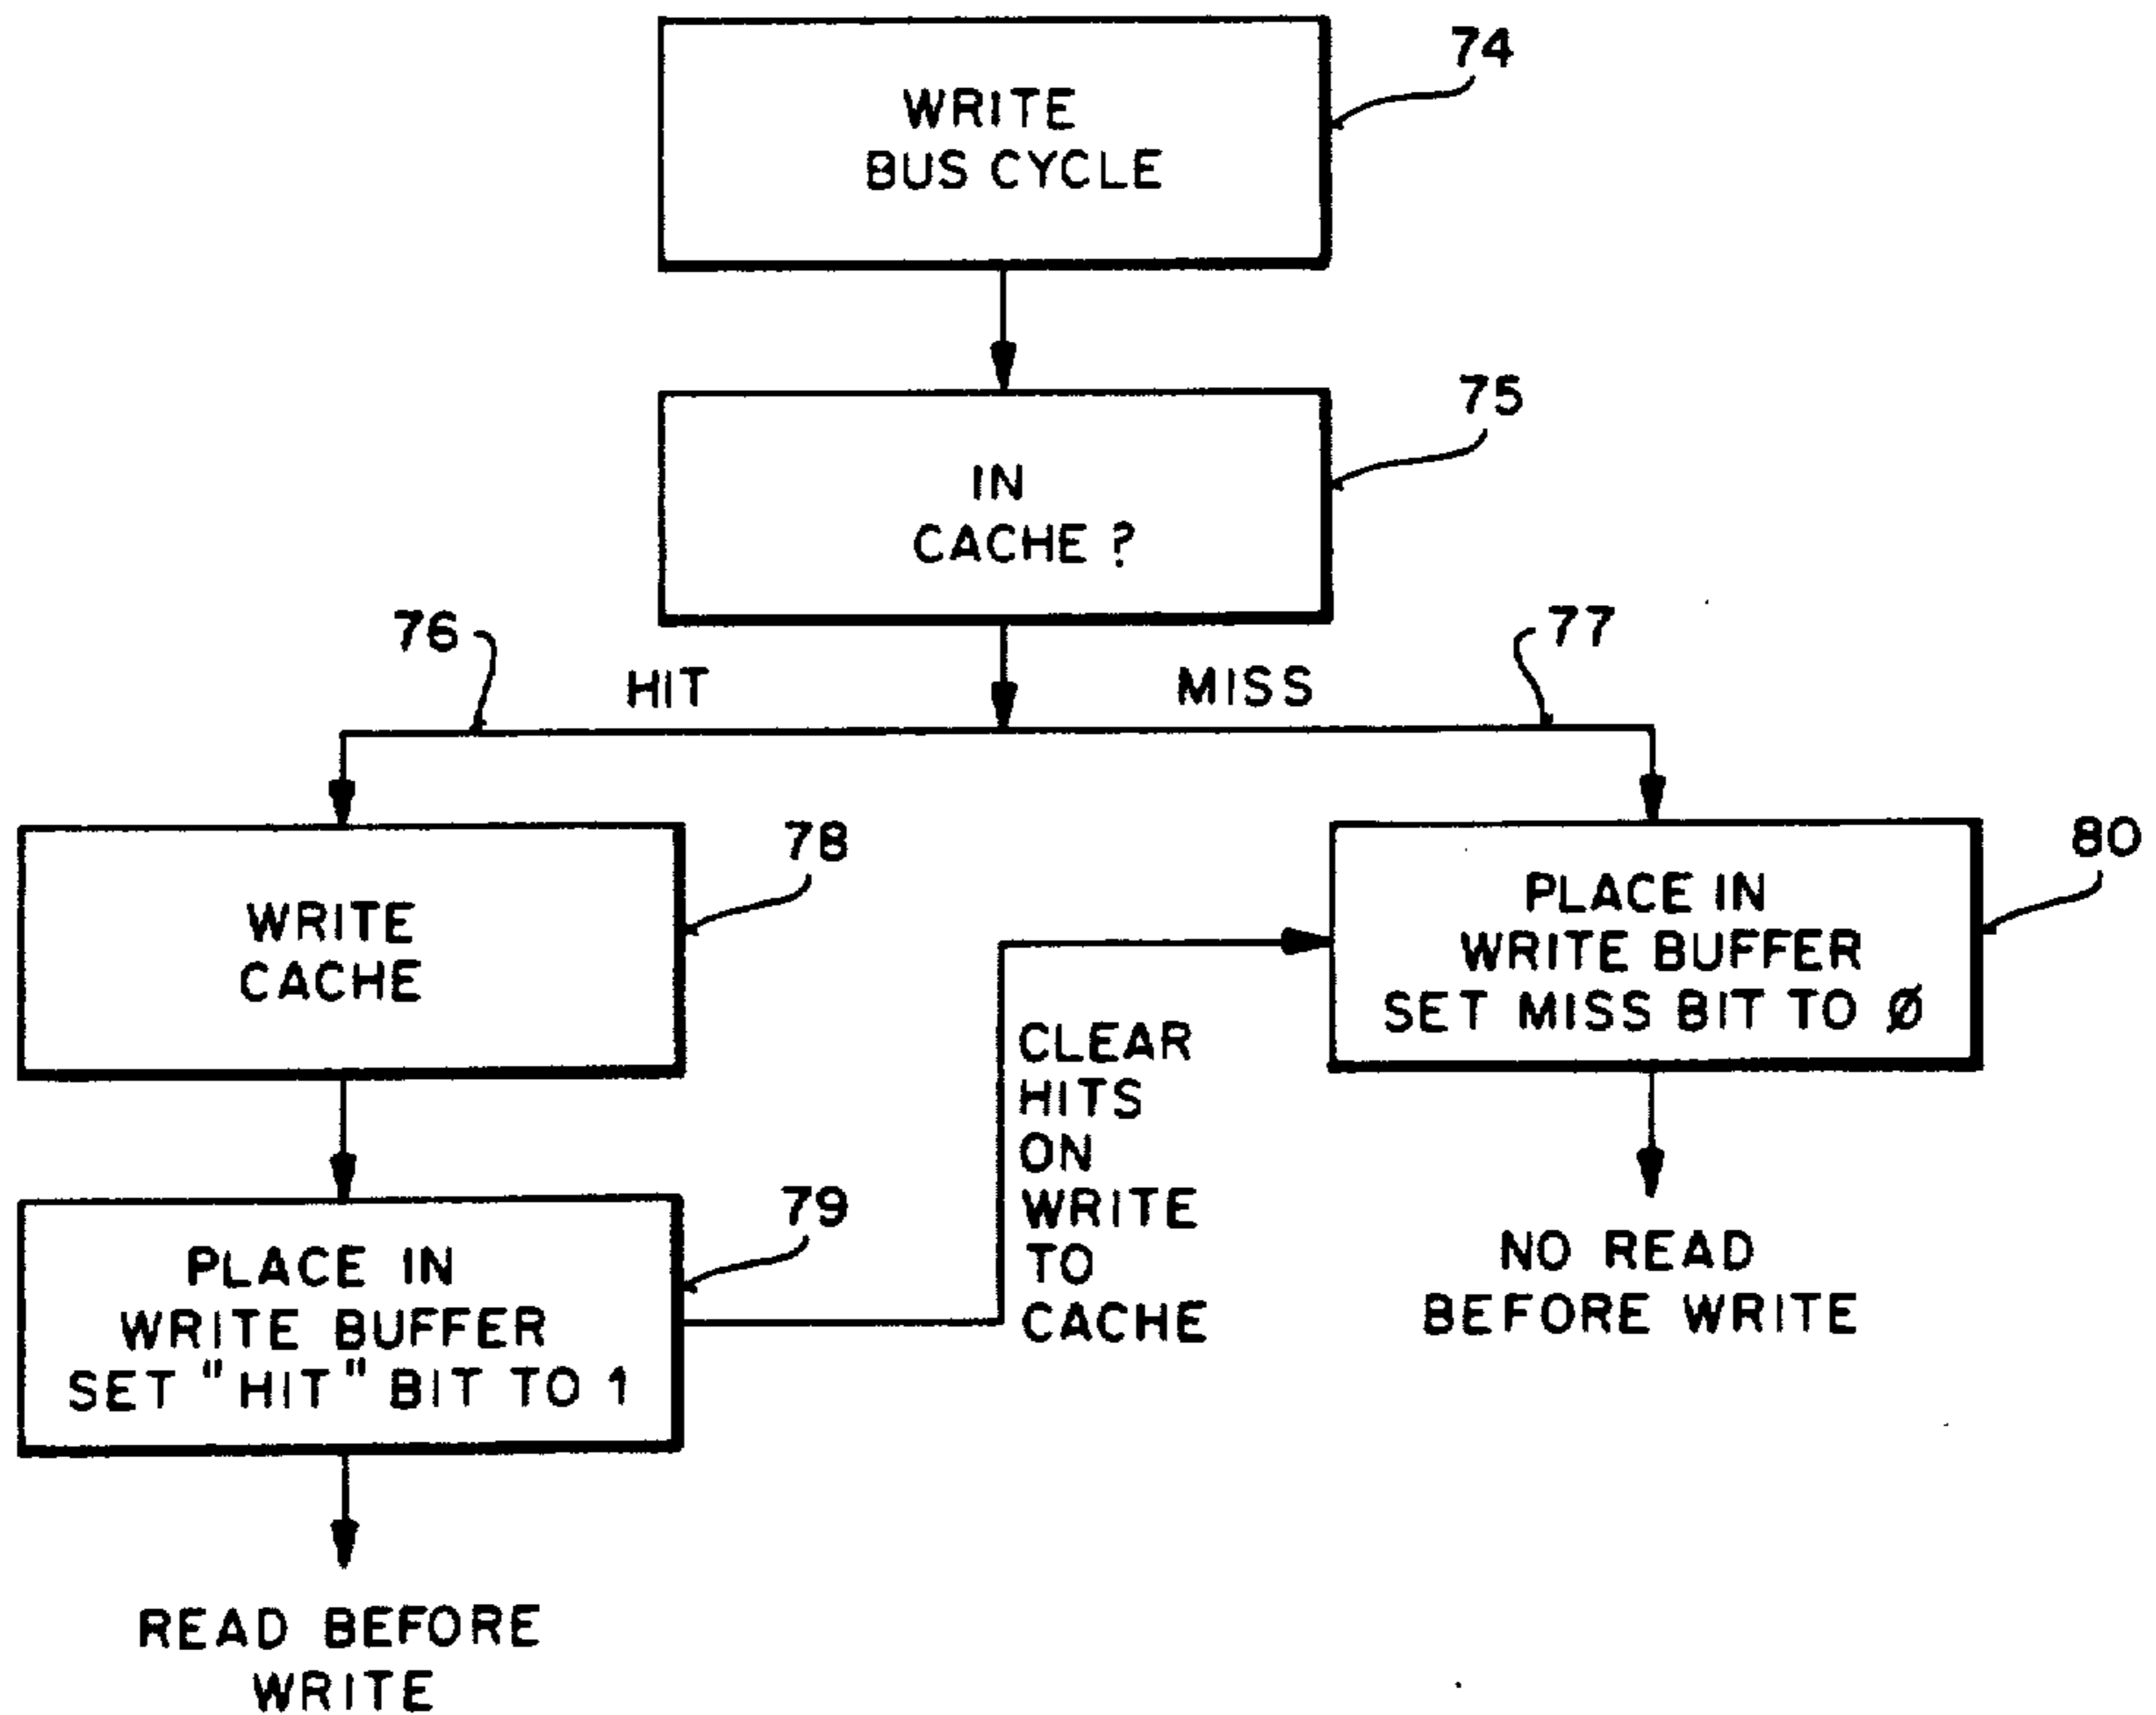 74
WRITE
BUS CYCLE
75
IN
CACHE ?
76
HIT
MISS
77
78
WRITE
CACHE
80
PLACE IN
WRITE BUFFER
SET MISS BIT TO Ø
CLEAR
HITS
ON
WRITE
TO
CACHE
79
PLACE IN
WRITE BUFFER
SET "HIT" BIT TO 1
NO READ
BEFORE WRITE
READ BEFORE
WRITE